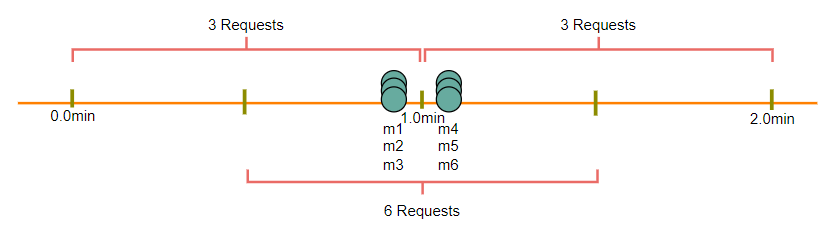 3 Requests
3 Requests
0.0min
1.0min
2.0min
m1
m2
m3
m4
m5
m6
6 Requests